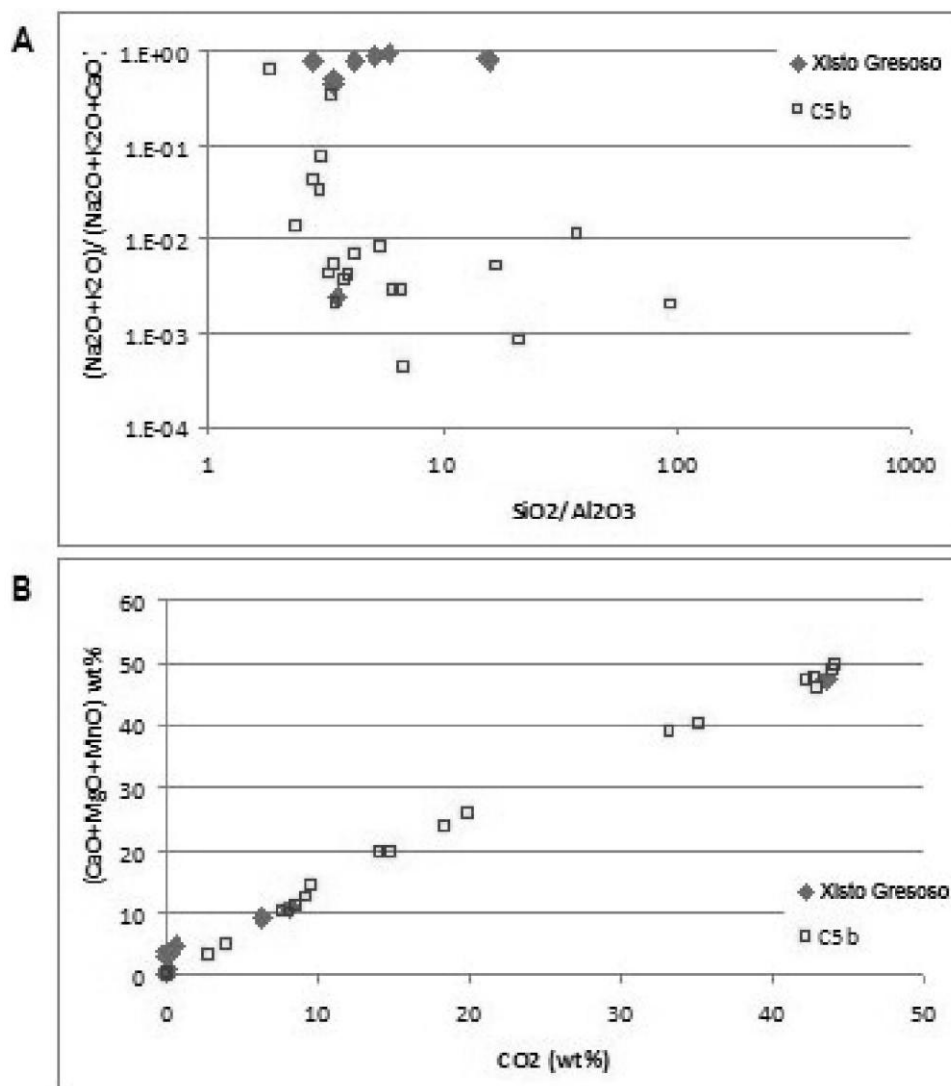 A
(Na2O+K2O)/(Na2O+K2O+CaO)
1.E+00
1.E-01
1.E-02
1.E-03
1.E-04
1
10
100
1000
SiO2/Al2O3
Xisto Gresoso
C5b
B
(CaO+MgO+MnO) wt%
60
50
40
30
20
10
0
0
10
20
30
40
50
CO2 (wt%)
Xisto Gresoso
C5b